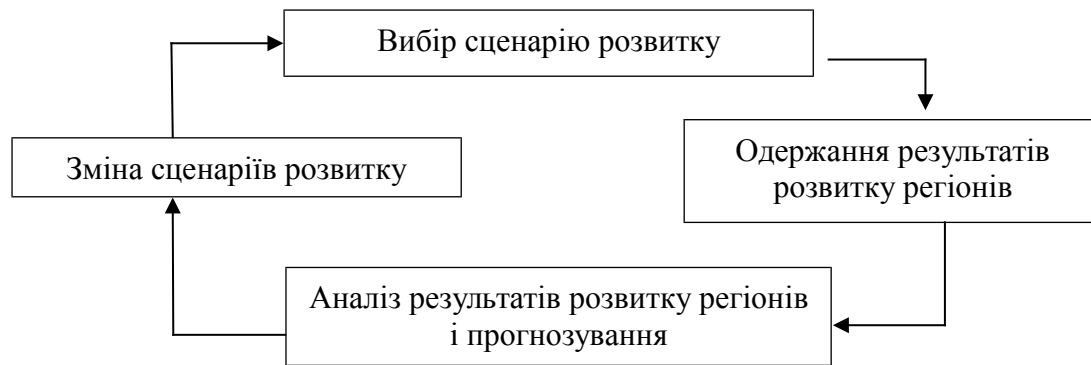 Вибір сценарію розвитку
Зміна сценаріїв розвитку
Одержання результатів
розвитку регіонів
Аналіз результатів розвитку регіонів
і прогнозування